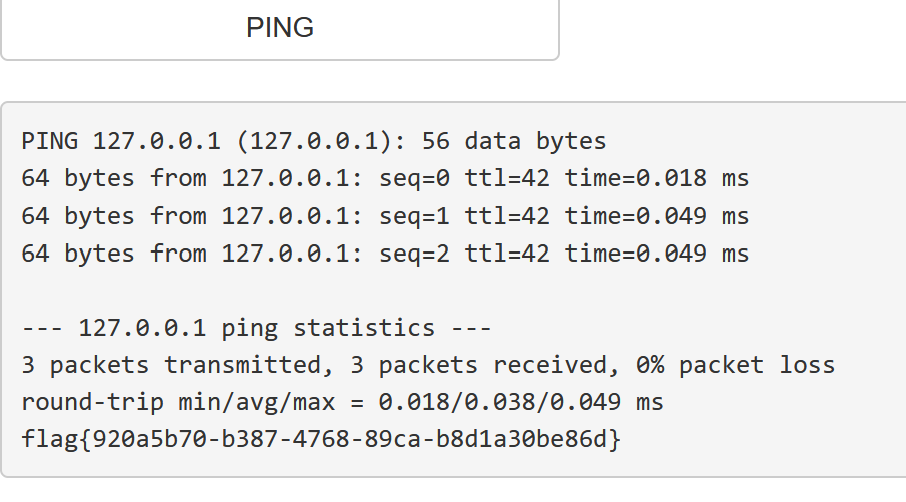 PING
PING 127.0.0.1 (127.0.0.1): 56 data bytes
64 bytes from 127.0.0.1: seq=0 ttl=42 time=0.018 ms
64 bytes from 127.0.0.1: seq=1 ttl=42 time=0.049 ms
64 bytes from 127.0.0.1: seq=2 ttl=42 time=0.049 ms
--- 127.0.0.1 ping statistics ---
3 packets transmitted, 3 packets received, 0% packet loss
round-trip min/avg/max = 0.018/0.038/0.049 ms
flag{920a5b70-b387-4768-89ca-b8d1a30be86d}